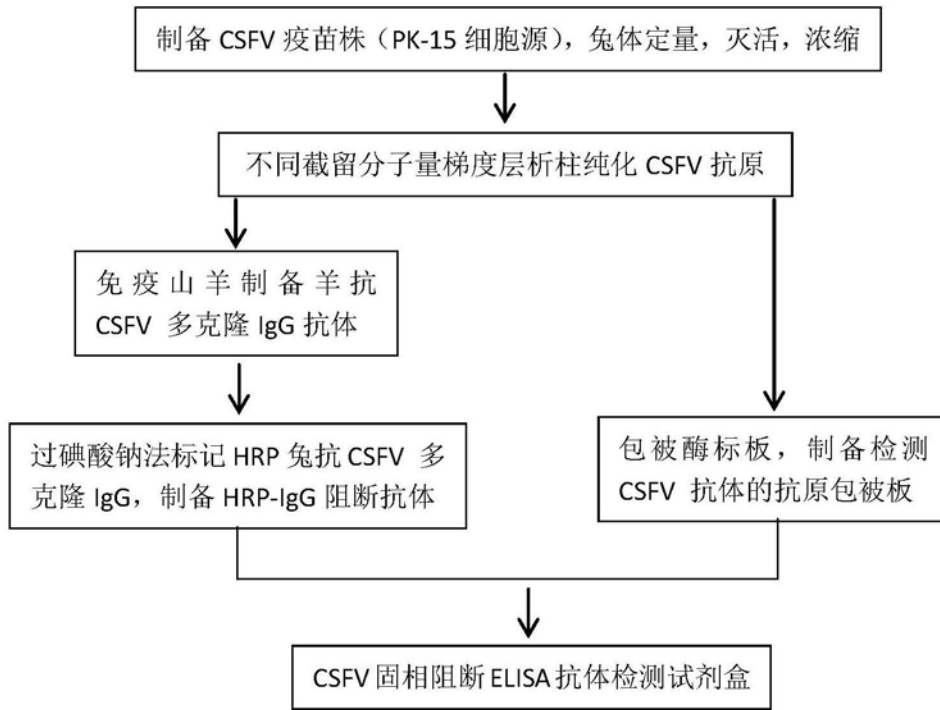 制备 CSFV 疫苗株（PK-15 细胞源），兔体定量，灭活，浓缩
不同截留分子量梯度层析柱纯化 CSFV 抗原
免疫山羊制备羊抗
CSFV 多克隆 IgG 抗体
过碘酸钠法标记 HRP 兔抗 CSFV 多
克隆 IgG，制备 HRP-IgG 阻断抗体
包被酶标板，制备检测
CSFV 抗体的抗原包被板
CSFV 固相阻断 ELISA 抗体检测试剂盒